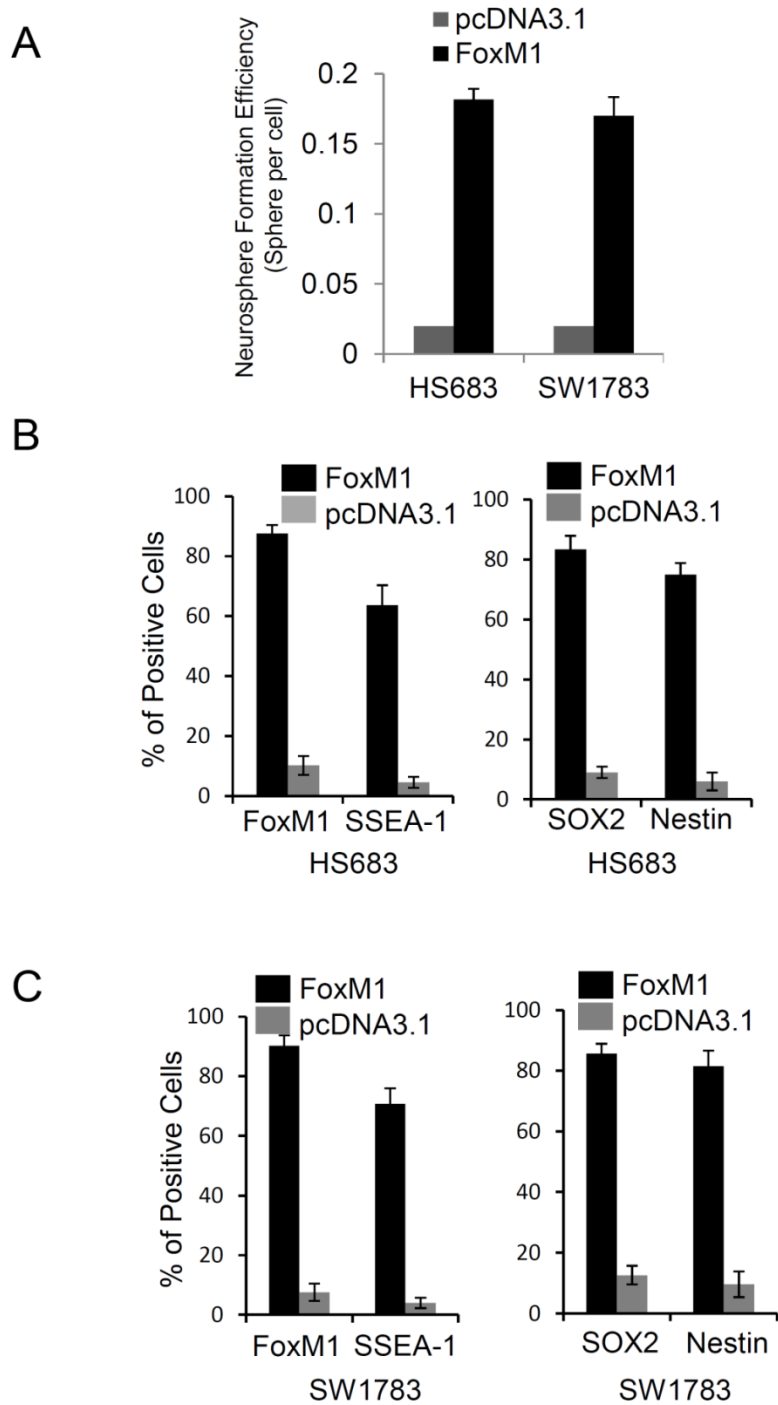 A
pcDNA3.1
FoxM1
Neurosphere Formation Efficiency
(Sphere per cell)
0.2
0.15
0.1
0.05
0
HS683 SW1783
B
FoxM1
pcDNA3.1
% of Positive Cells
100
80
60
40
20
0
FoxM1 SSEA-1
HS683
FoxM1
pcDNA3.1
100
80
60
40
20
0
SOX2 Nestin
HS683
C
FoxM1
pcDNA3.1
% of Positive Cells
100
80
60
40
20
0
FoxM1 SSEA-1
SW1783
FoxM1
pcDNA3.1
100
80
60
40
20
0
SOX2 Nestin
SW1783